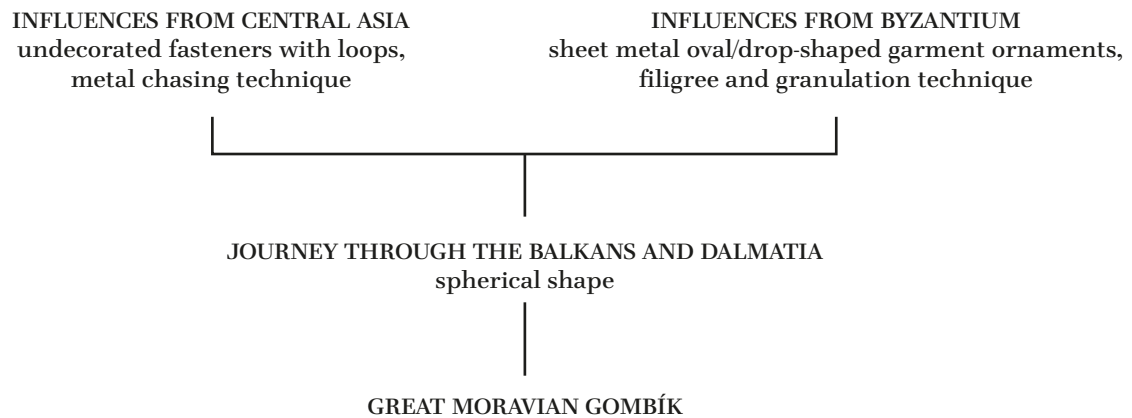 INFLUENCES FROM CENTRAL ASIA
undecorated fasteners with loops,
metal chasing technique
INFLUENCES FROM BYZANTIUM
sheet metal oval/drop-shaped garment ornaments,
filigree and granulation technique
JOURNEY THROUGH THE BALKANS AND DALMATIA
spherical shape
GREAT MORAVIAN GOMBÍK